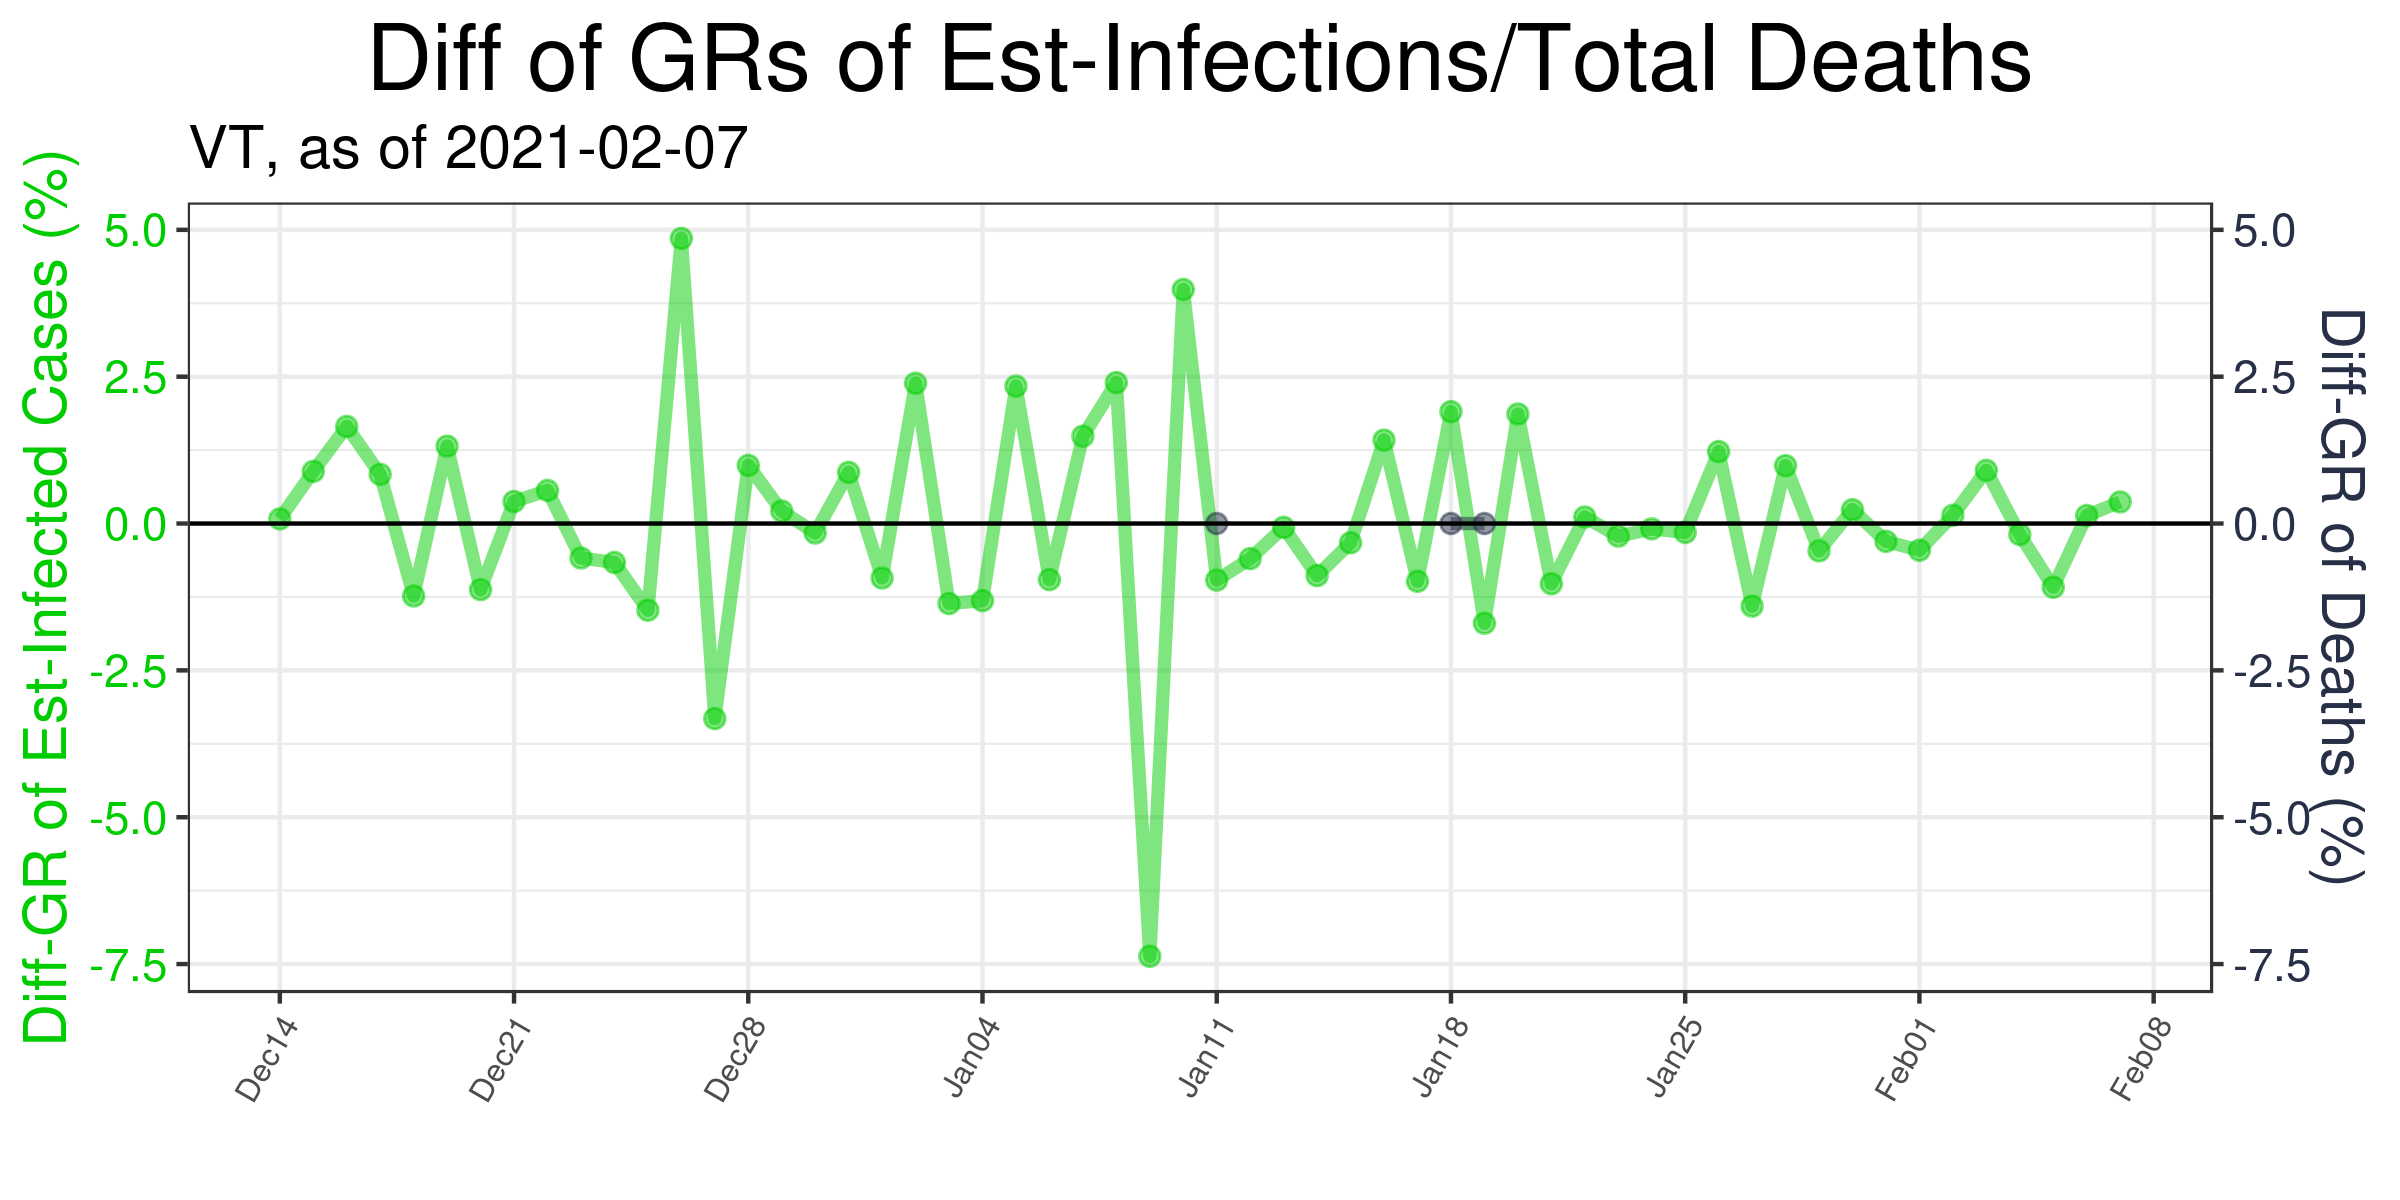 Diff of GRs of Est-Infections/Total Deaths
VT, as of 2021-02-07
Diff-GR of Est-Infected Cases (%)
5.0
2.5
0.0
-2.5
-5.0
-7.5
5.0
2.5
0.0
-2.5
-5.0
-7.5
Diff-GR of Deaths (%)
Dec14
Dec21
Dec28
Jan04
Jan11
Jan18
Jan25
Feb01
Feb08